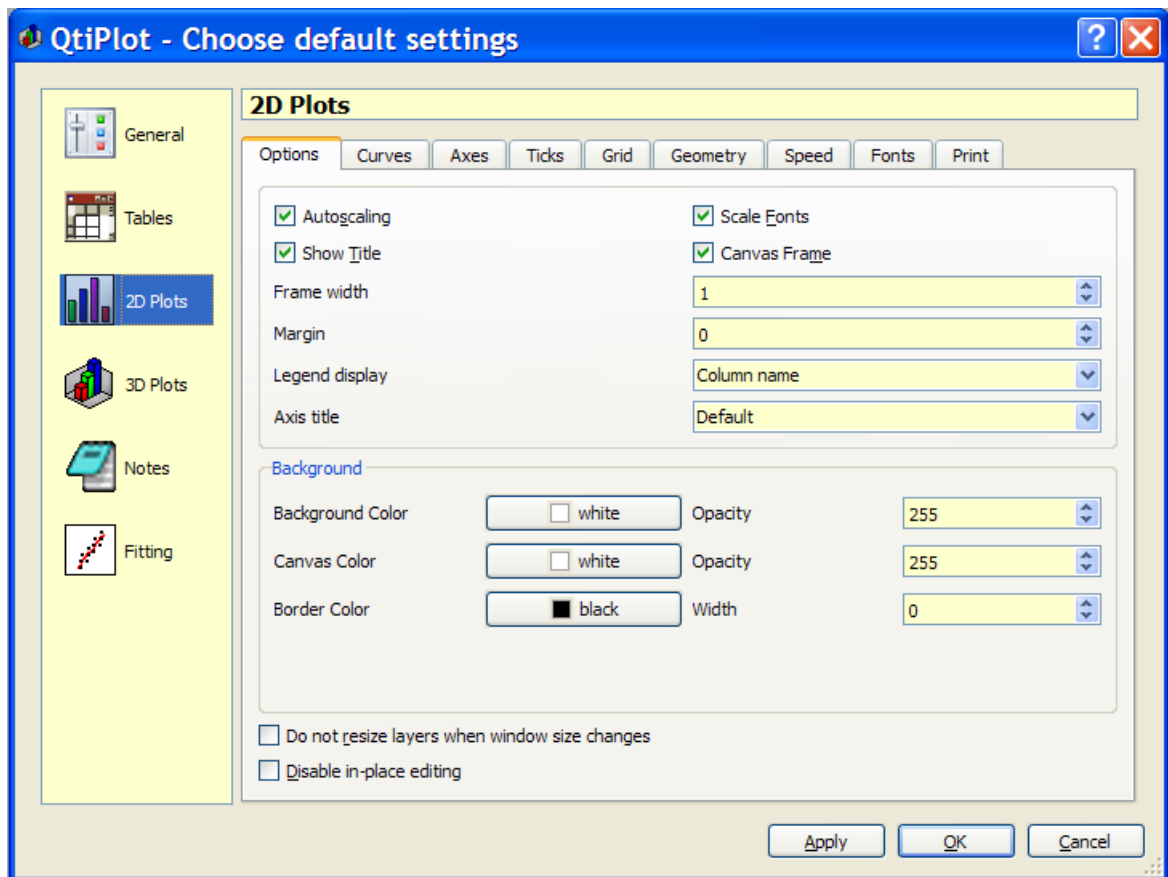 QtiPlot - Choose default settings
General
Tables
2D Plots
3D Plots
Notes
Fitting
2D Plots
Options Curves Axes Ticks Grid Geometry Speed Fonts Print
Autoscaling Scale Fonts
Show Title Canvas Frame
Frame width 1
Margin 0
Legend display Column name
Axis title Default
Background
Background Color white Opacity 255
Canvas Color white Opacity 255
Border Color black Width 0
Do not resize layers when window size changes
Disable in-place editing
Apply OK Cancel